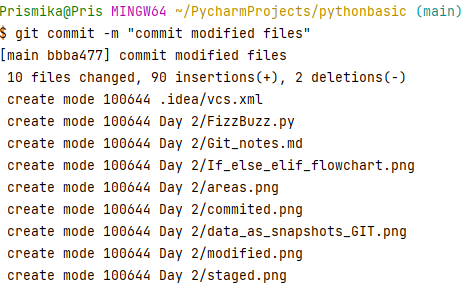 Prismika@Pris MINGW64 ~/PycharmProjects/pythonbasic (main)
$ git commit -m "commit modified files"
[main bbba477] commit modified files
 10 files changed, 90 insertions(+), 2 deletions(-)
 create mode 100644 .idea/vcs.xml
 create mode 100644 Day 2/FizzBuzz.py
 create mode 100644 Day 2/Git_notes.md
 create mode 100644 Day 2/If_else_elif_flowchart.png
 create mode 100644 Day 2/areas.png
 create mode 100644 Day 2/commited.png
 create mode 100644 Day 2/data_as_snapshots_GIT.png
 create mode 100644 Day 2/modified.png
 create mode 100644 Day 2/staged.png